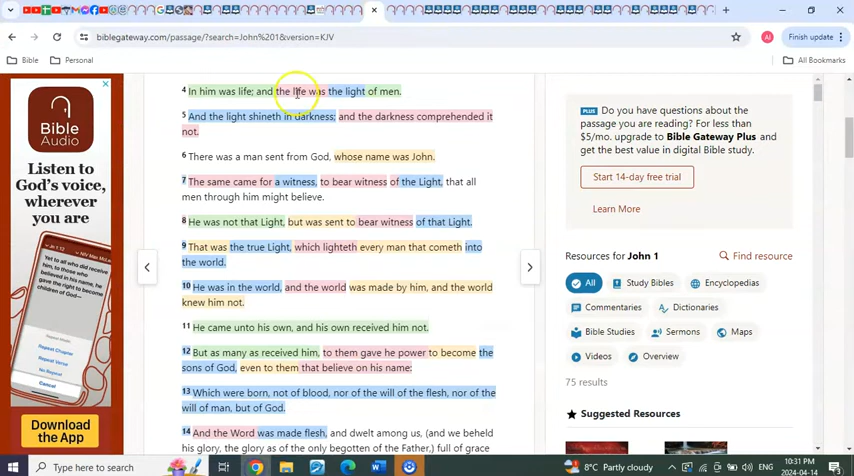 biblegateway.com/passage/?search=John%201&version=KJV
AI
Finish update
Bible
Personal
All Bookmarks
Bible
Audio
Listen to
God's voice,
wherever
you are
Repeat Chapter
Repeat Verse
No Repeat
Cancel
Download
the App
4 In him was life; and the life was the light of men.
5 And the light shineth in darkness; and the darkness comprehended it
not.
6 There was a man sent from God, whose name was John.
7 The same came for a witness, to bear witness of the Light, that all
men through him might believe.
8 He was not that Light, but was sent to bear witness of that Light.
9 That was the true Light, which lighteth every man that cometh into
the world.
10 He was in the world, and the world was made by him, and the world
knew him not.
11 He came unto his own, and his own received him not.
12 But as many as received him, to them gave he power to become the
sons of God, even to them that believe on his name:
13 Which were born, not of blood, nor of the will of the flesh, nor of the
will of man, but of God.
14 And the Word was made flesh, and dwelt among us, (and we beheld
his glory, the glory as of the only begotten of the Father,) full of grace
PLUS Do you have questions about the
passage you are reading? For less than
$5/mo. upgrade to Bible Gateway Plus and
get the best value in digital Bible study.
Start 14-day free trial
Learn More
Resources for John 1
Find resource
All
Study Bibles
Encyclopedias
Commentaries
Dictionaries
Bible Studies
Sermons
Maps
Videos
Overview
75 results
Suggested Resources
Type here to search
8°C Partly cloudy
ENG
10:31 PM
2024-04-14